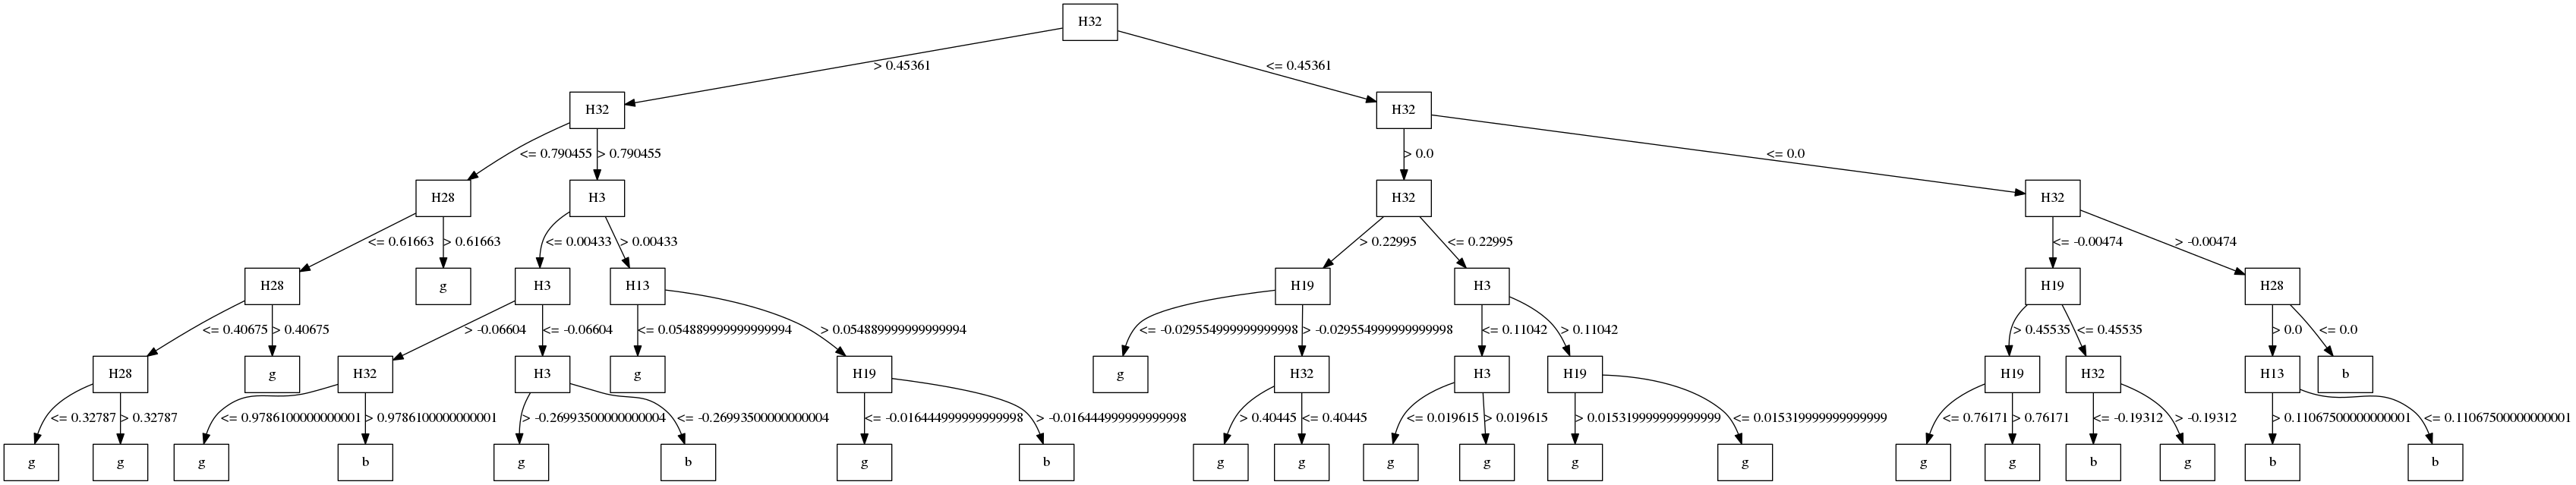 H32
> 0.45361 <= 0.45361
H32 H32
<= 0.790455 > 0.790455 > 0.0 <= 0.0
H28 H3 H32 H32
<= 0.61663 > 0.61663 <= 0.00433 > 0.00433 > 0.22995 <= 0.22995 <= -0.00474 > -0.00474
H28 g H3 H13 H19 H3 H19 H28
<= 0.40675 > 0.40675 > -0.06604 <= -0.06604 <= 0.054889999999999994 > 0.054889999999999994 <= -0.029554999999999998 > -0.029554999999999998 <= 0.11042 > 0.11042 > 0.45535 <= 0.45535 > 0.0 <= 0.0
H28 g H32 H3 g H19 g H32 H3 H19 H19 H32 H13 b
<= 0.32787 > 0.32787 <= 0.97861000000000001 > 0.97861000000000001 > -0.26993500000000004 <= -0.26993500000000004 <= -0.016444999999999998 > -0.016444999999999998 > 0.40445 <= 0.40445 <= 0.019615 > 0.019615 > 0.015319999999999999 <= 0.015319999999999999 <= 0.76171 > 0.76171 <= -0.19312 > -0.19312 > 0.11067500000000001 <= 0.11067500000000001
g g g b g b g b g g g g g g g g b g b b